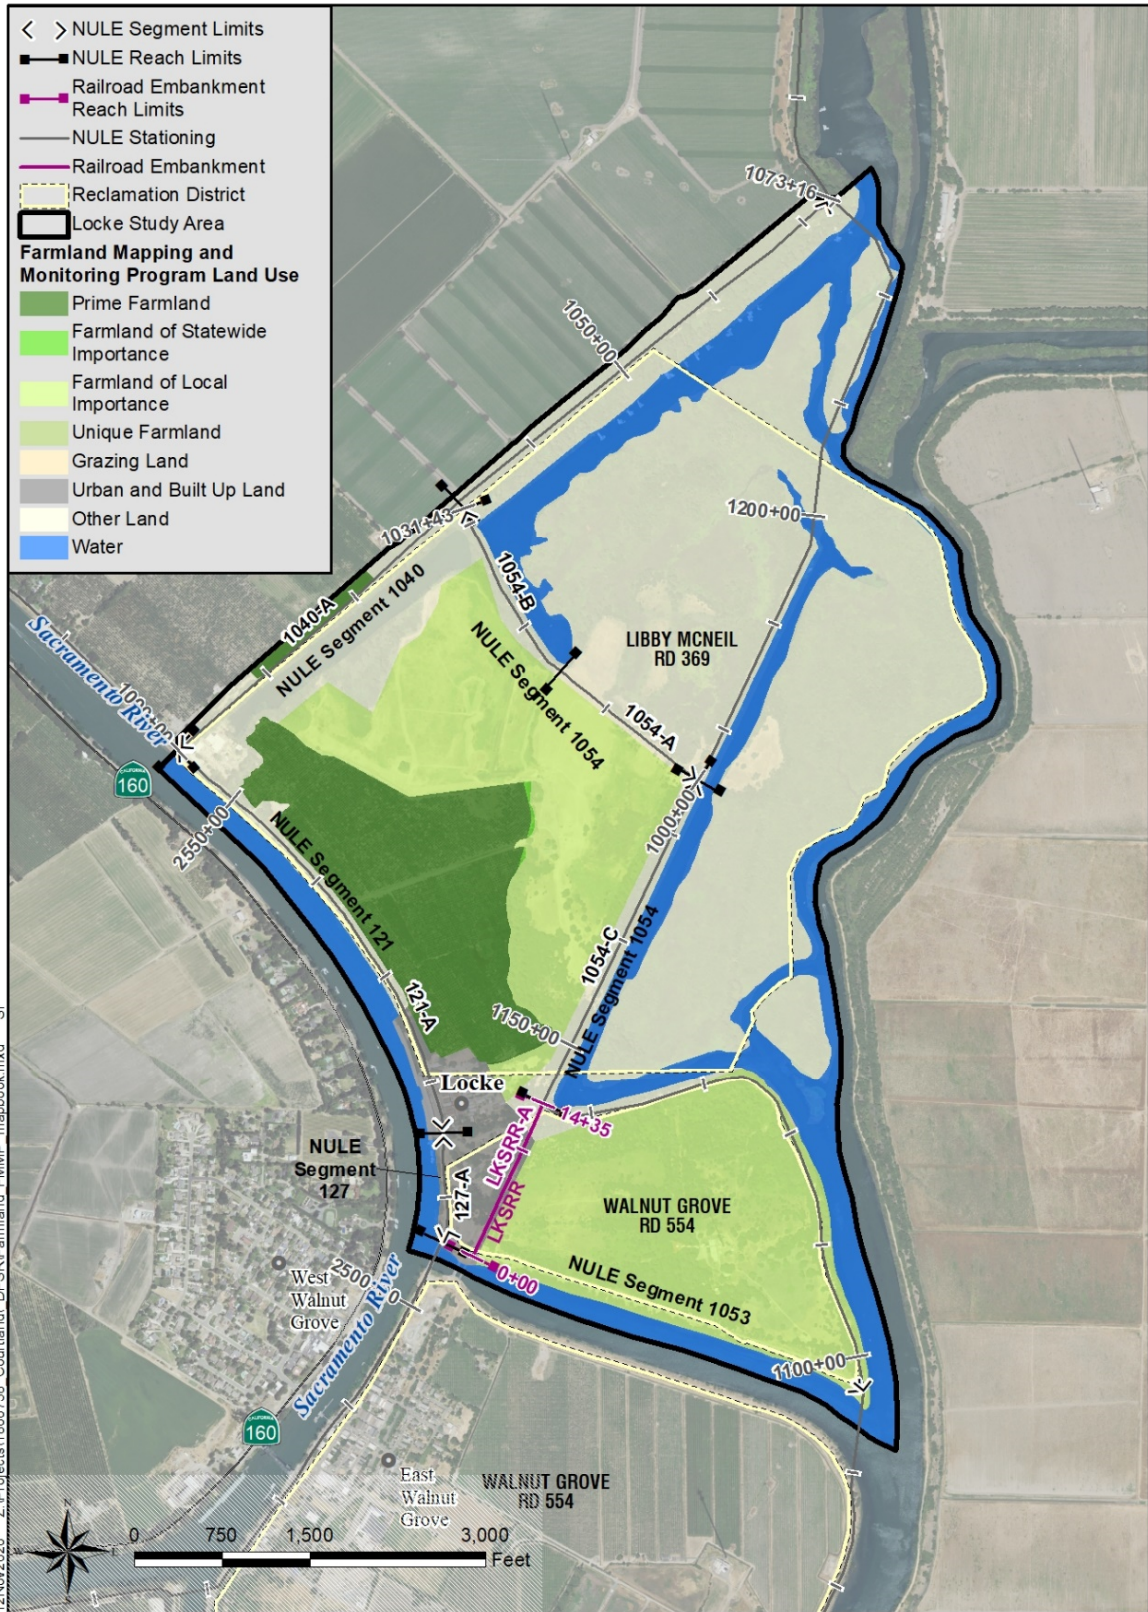 NULE Segment Limits
NULE Reach Limits
Railroad Embankment
Reach Limits
NULE Stationing
Railroad Embankment
Reclamation District
Locke Study Area
Farmland Mapping and
Monitoring Program Land Use
Prime Farmland
Farmland of Statewide
Importance
Farmland of Local
Importance
Unique Farmland
Grazing Land
Urban and Built Up Land
Other Land
Water
1073+16
1050+00
1031+43
1200+00
1040-A
NULE Segment 1040
1054-B
NULE Segment 1054
LIBBY MCNEIL
RD 369
1054-A
Sacramento River
1000+00
CALIFORNIA
160
2550+00
NULE Segment 121
1000+00
121-A
1054-C
NULE Segment 1054
1150+00
Locke
14+35
LKSRR-A
LKSRR
NULE
Segment
127
127-A
WALNUT GROVE
RD 554
0+00
NULE Segment 1053
1100+00
West
Walnut
Grove
2500+00
Sacramento River
CALIFORNIA
160
East
Walnut
Grove
WALNUT GROVE
RD 554
N
W
E
S
0 750 1,500 3,000
Feet